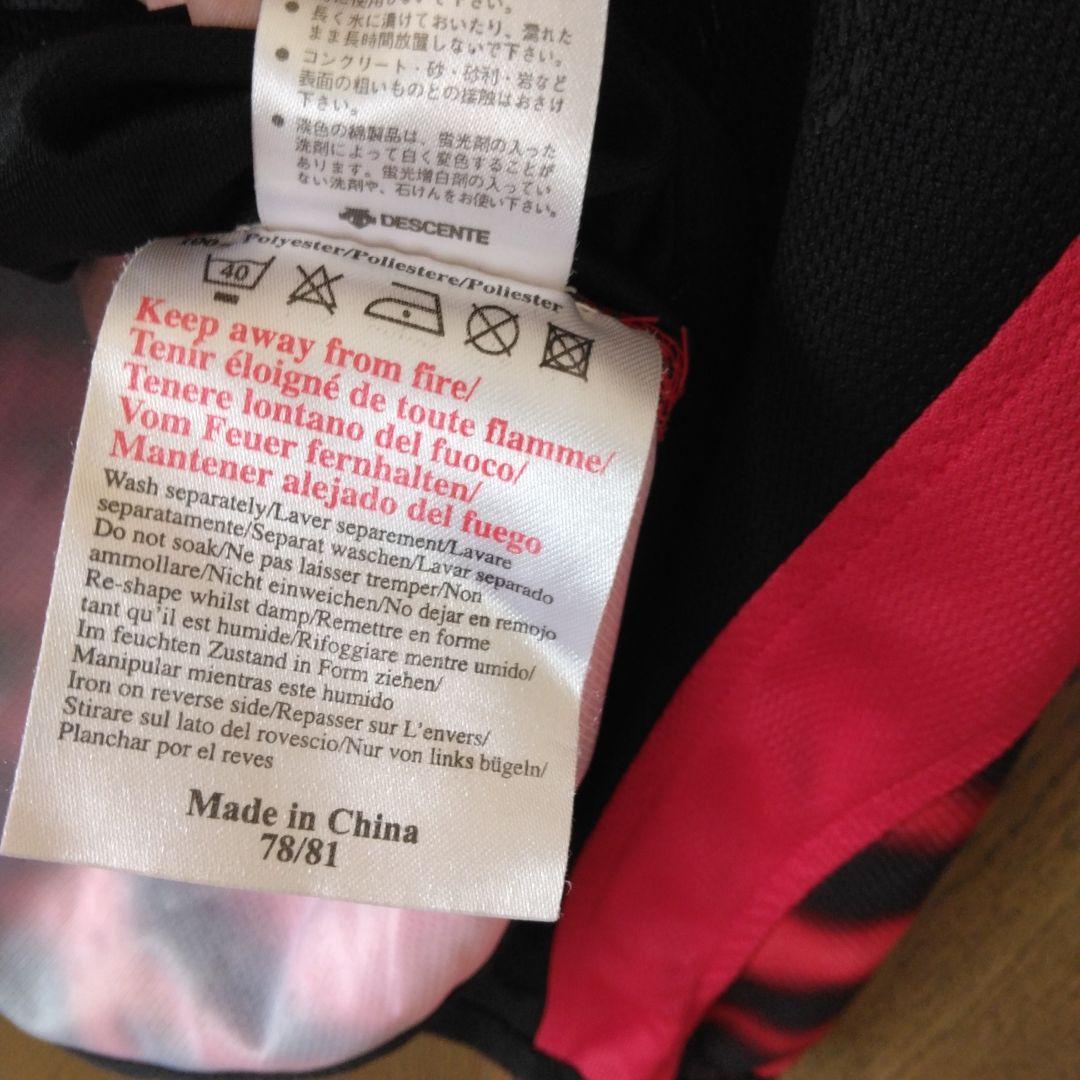 長く水に漬けておいたり、濡れた
まま長時間放置しないで下さい。
● コンクリート・砂・砂利・岩など
表面の粗いものとの接触はおさけ
下さい。
● 淡色の綿製品は、蛍光剤の入った
洗剤によって白く変色することが
あります。蛍光増白剤の入ってい
ない洗剤や、石けんをお使い下さい。
DESCENTE
Polyester/Poliestere/Poliester
40
Keep away from fire/
Tenir éloigné de toute flamme/
Tenere lontano del fuoco/
Vom Feuer fernhalten/
Mantener alejado del fuego
Wash separately/Laver separement/Lavare
separatamente/Separat waschen/Lavar separado
Do not soak/Ne pas laisser tremper/Non
ammollare/Nicht einweichen/No dejar en remojo
Re-shape whilst damp/Remettre en forme
tant qu'il est humide/Rifoggiare mentre umido/
Im feuchten Zustand in Form ziehen/
Manipular mientras este humido
Iron on reverse side/Repasser sur L'envers/
Stirare sul lato del rovescio/Nur von links bügeln/
Planchar por el reves
Made in China
78/81